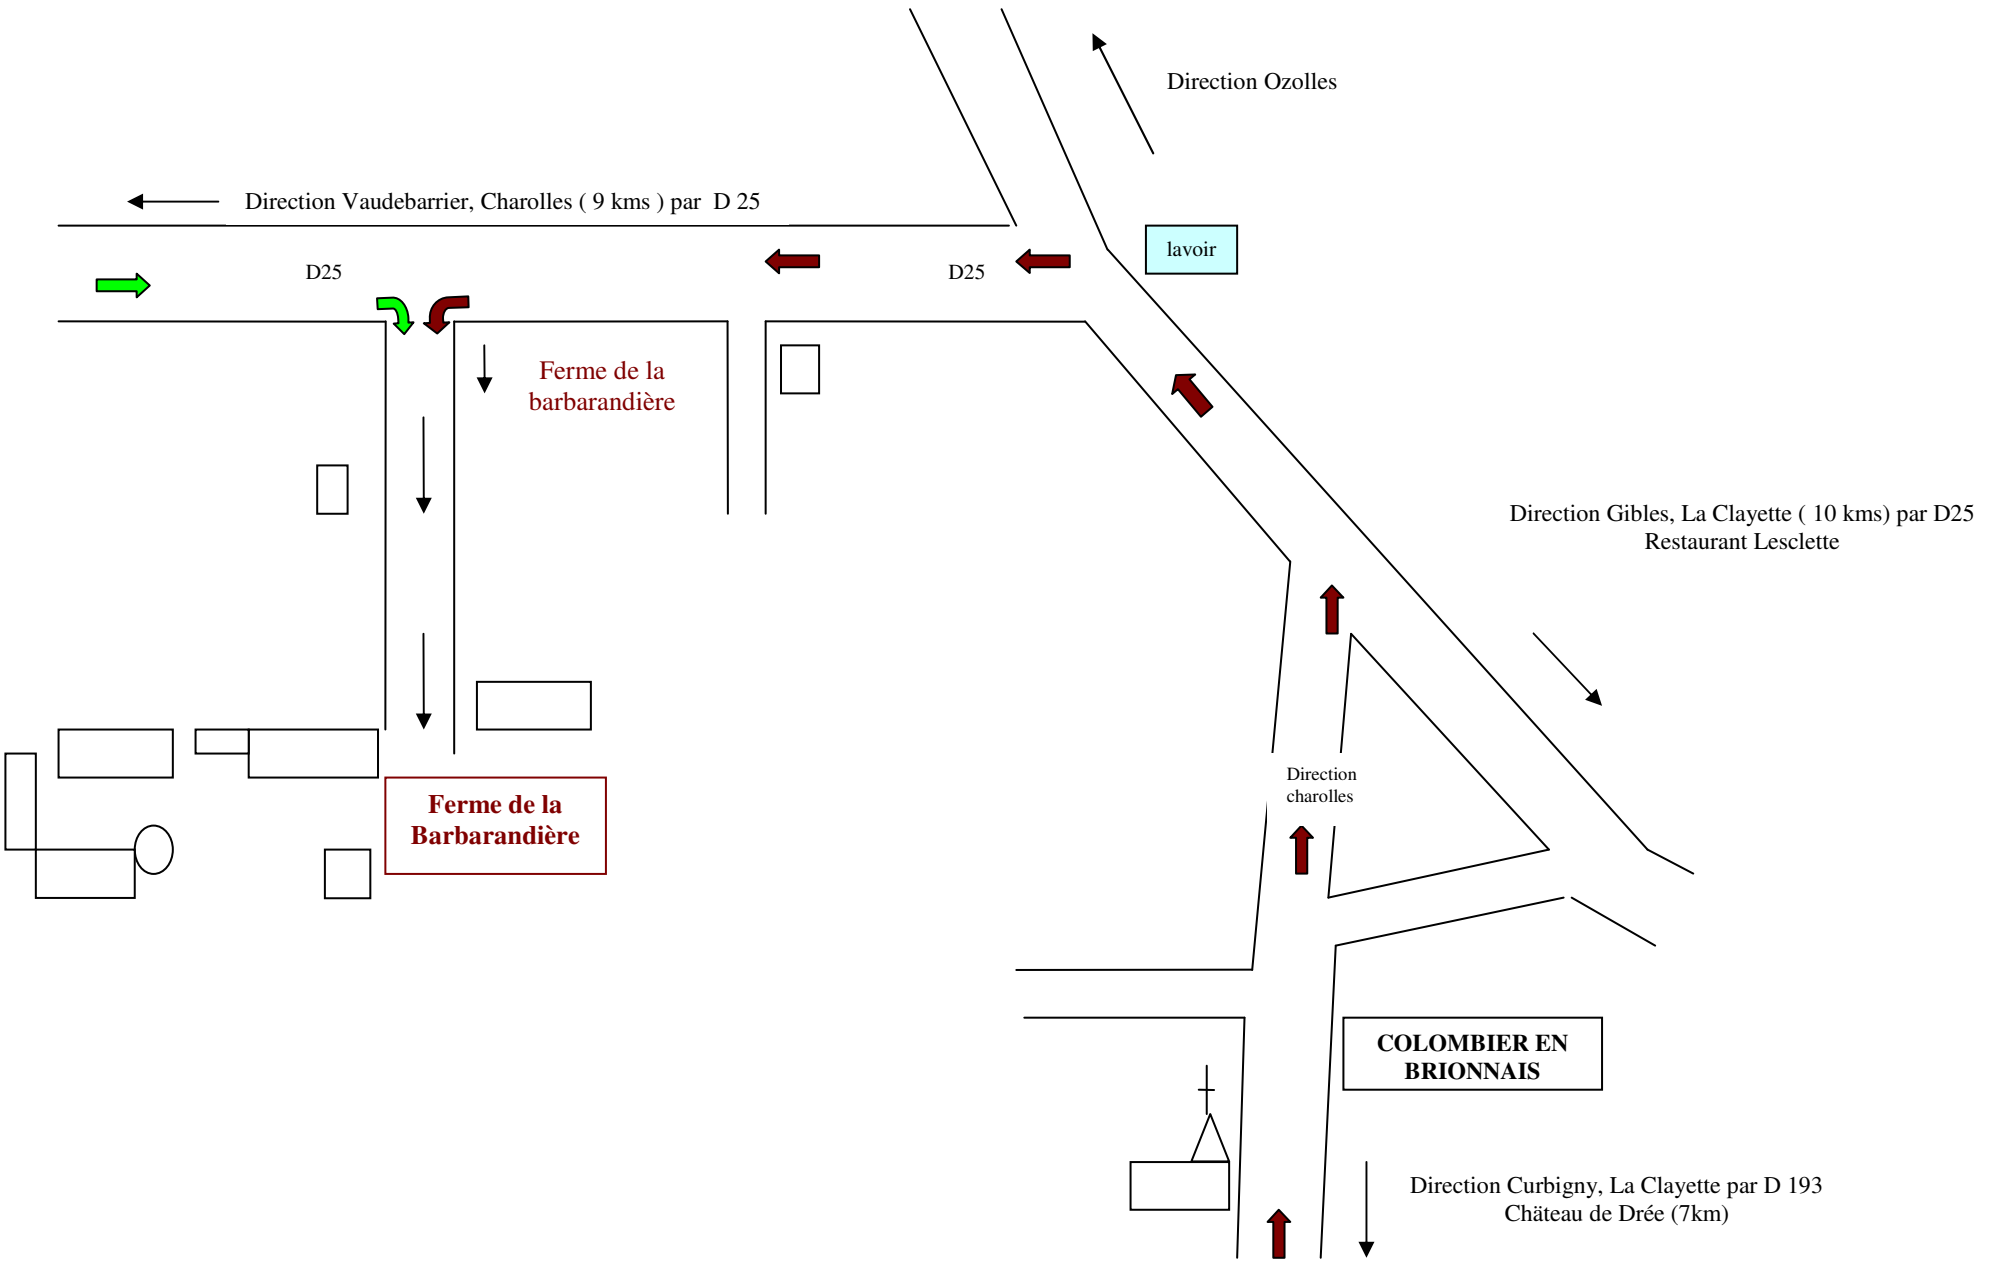 Direction Ozolles
Direction Vaudebarrier, Charolles ( 9 kms ) par D 25
lavoir
D25
D25
Ferme de la
barbarandière
Direction Gibles, La Clayette ( 10 kms) par D25
Restaurant Lesclette
Direction
charolles
Ferme de la
Barbarandière
COLOMBIER EN
BRIONNAIS
Direction Curbigny, La Clayette par D 193
Chäteau de Drée (7km)